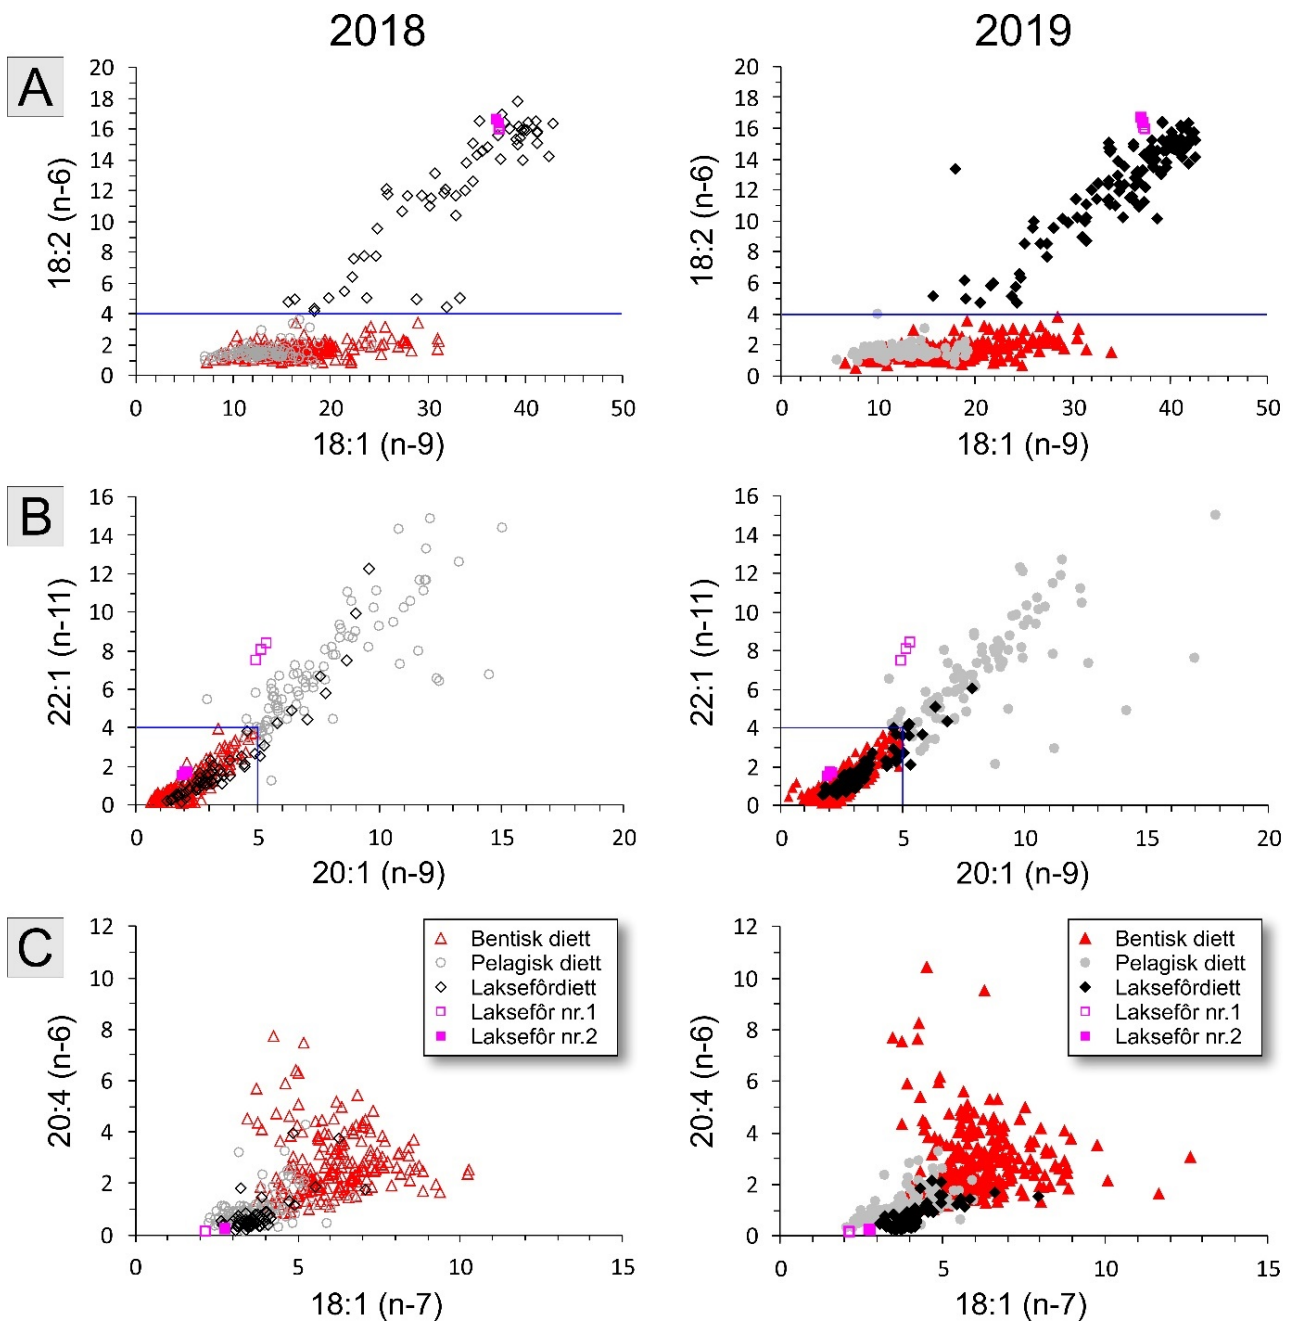 2018
2019
A
18:2 (n-6)
20
18
16
14
12
10
8
6
4
2
0
0 10 20 30 40 50
18:1 (n-9)
18:2 (n-6)
20
18
16
14
12
10
8
6
4
2
0
0 10 20 30 40 50
18:1 (n-9)
B
22:1 (n-11)
16
14
12
10
8
6
4
2
0
0 5 10 15 20
20:1 (n-9)
22:1 (n-11)
16
14
12
10
8
6
4
2
0
0 5 10 15 20
20:1 (n-9)
C
20:4 (n-6)
12
10
8
6
4
2
0
Bentisk diett
Pelagisk diett
Laksefôrdiett
Laksefôr nr.1
Laksefôr nr.2
0 5 10 15
18:1 (n-7)
20:4 (n-6)
12
10
8
6
4
2
0
Bentisk diett
Pelagisk diett
Laksefôrdiett
Laksefôr nr.1
Laksefôr nr.2
0 5 10 15
18:1 (n-7)